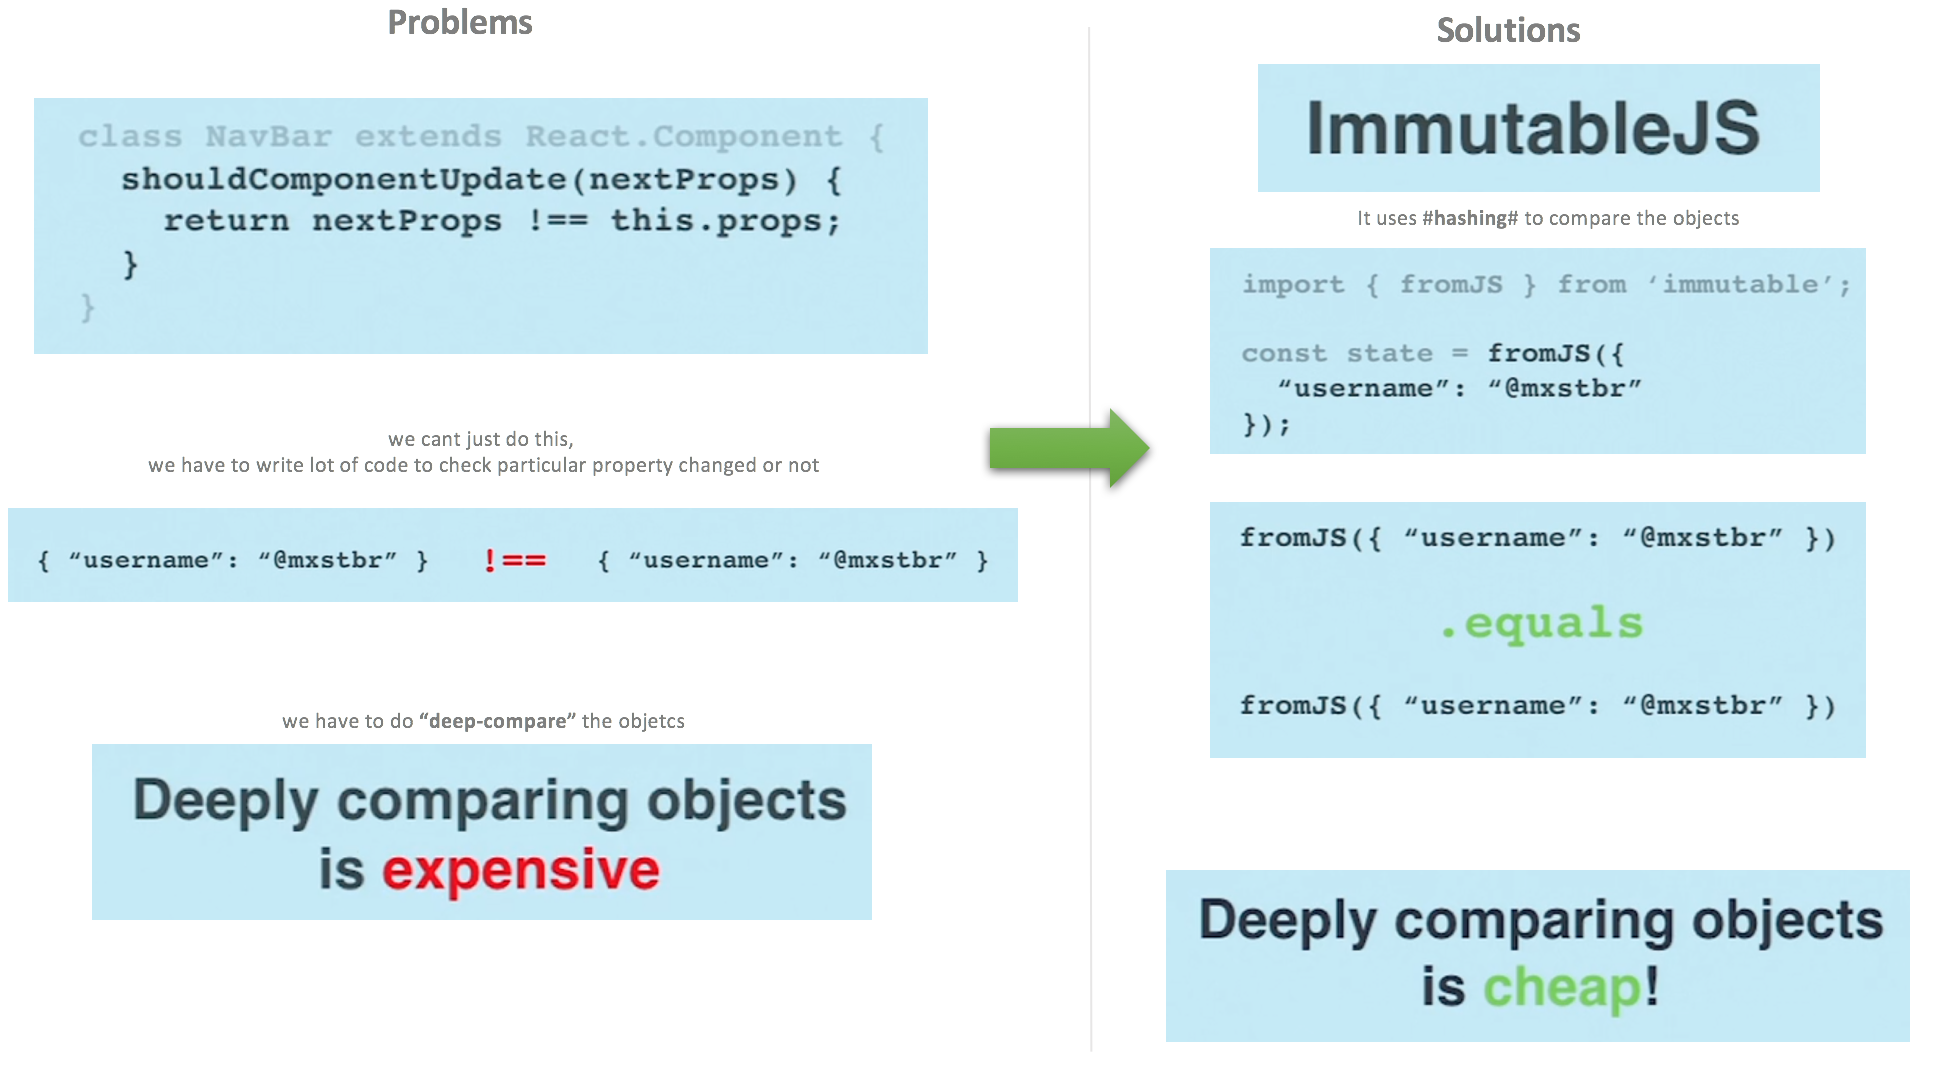 Problems
class NavBar extends React.Component {
shouldComponentUpdate(nextProps) {
return nextProps !== this.props;
}
}
we cant just do this,
we have to write lot of code to check particular property changed or not
{ “username”: “@mxstbr” } !== { “username”: “@mxstbr” }
we have to do “deep-compare” the objetcs
Deeply comparing objects
is expensive
Solutions
ImmutableJS
It uses #hashing# to compare the objects
import { fromJS } from ‘immutable’;
const state = fromJS({
“username”: “@mxstbr”
});
fromJS({ “username”: “@mxstbr” })
.equals
fromJS({ “username”: “@mxstbr” })
Deeply comparing objects
is cheap!